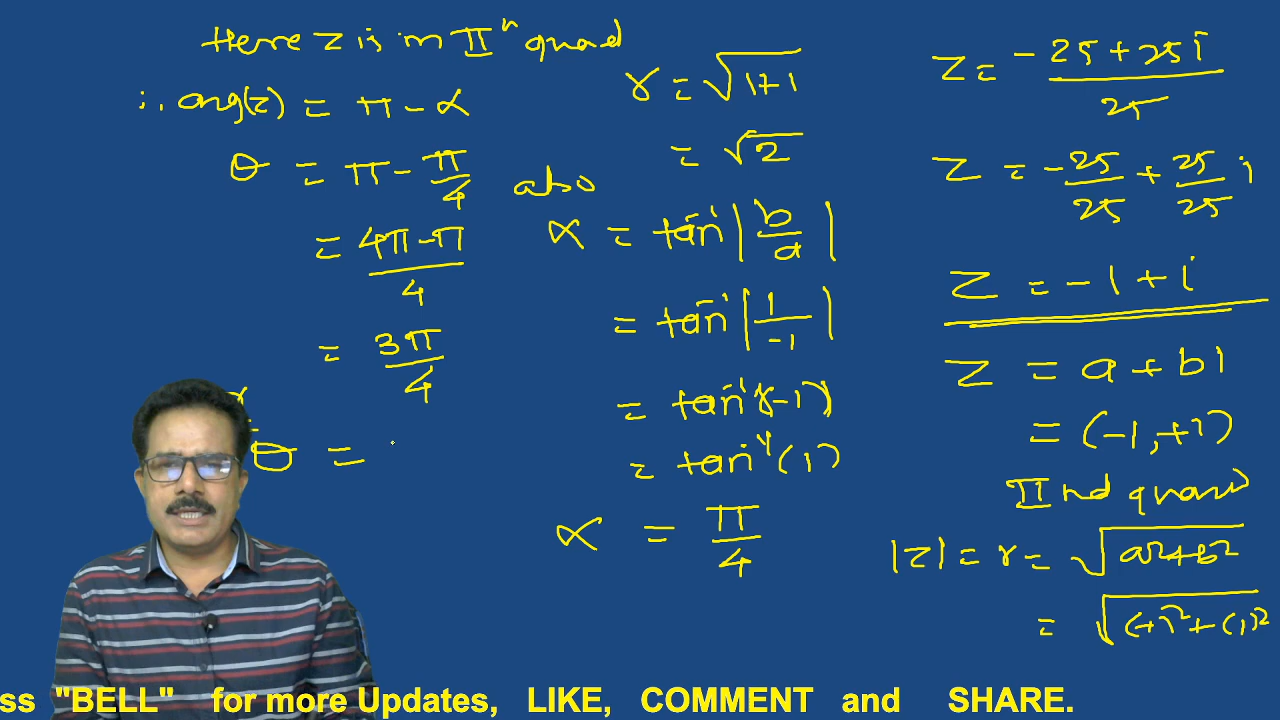 Here z is in II n quad
∴ arg(z) = π - α
θ = π - π/4
= 4π-π/4
= 3π/4
θ =
r = √1+1
= √2
also
α = tan⁻¹|b/a|
= tan⁻¹|1/-1|
= tan⁻¹(-1)
= tan⁻¹(1)
α = π/4
z = -25+25i/25
z = -25/25 + 25/25 i
z = -1+i
z = a+bi
= (-1,+1)
II nd quad
|z| = r = √a²+b²
= √(-1)²+(1)²
ss "BELL" for more Updates, LIKE, COMMENT and SHARE.